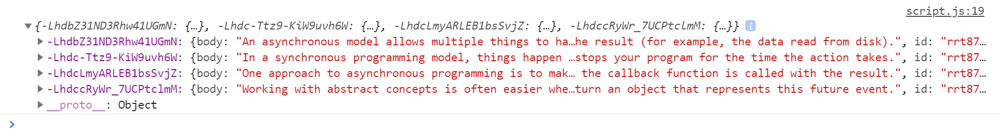 script.js:19
{-LhdbZ31ND3Rhw41UGmN: {…}, -Lhdc-Ttz9-KiW9uvh6W: {…}, -LhdcLmyARLEB1bsSvjZ: {…}, -LhdccRyWr_7UCPtclmM: {…}} i
-LhdbZ31ND3Rhw41UGmN: {body: "An asynchronous model allows multiple things to ha…he result (for example, the data read from disk).", id: "rrt87…
-Lhdc-Ttz9-KiW9uvh6W: {body: "In a synchronous programming model, things happen …stops your program for the time the action takes.", id: "rrt87…
-LhdcLmyARLEB1bsSvjZ: {body: "One approach to asynchronous programming is to mak… the callback function is called with the result.", id: "rrt87…
-LhdccRyWr_7UCPtclmM: {body: "Working with abstract concepts is often easier whe…turn an object that represents this future event.", id: "rrt87…
__proto__: Object